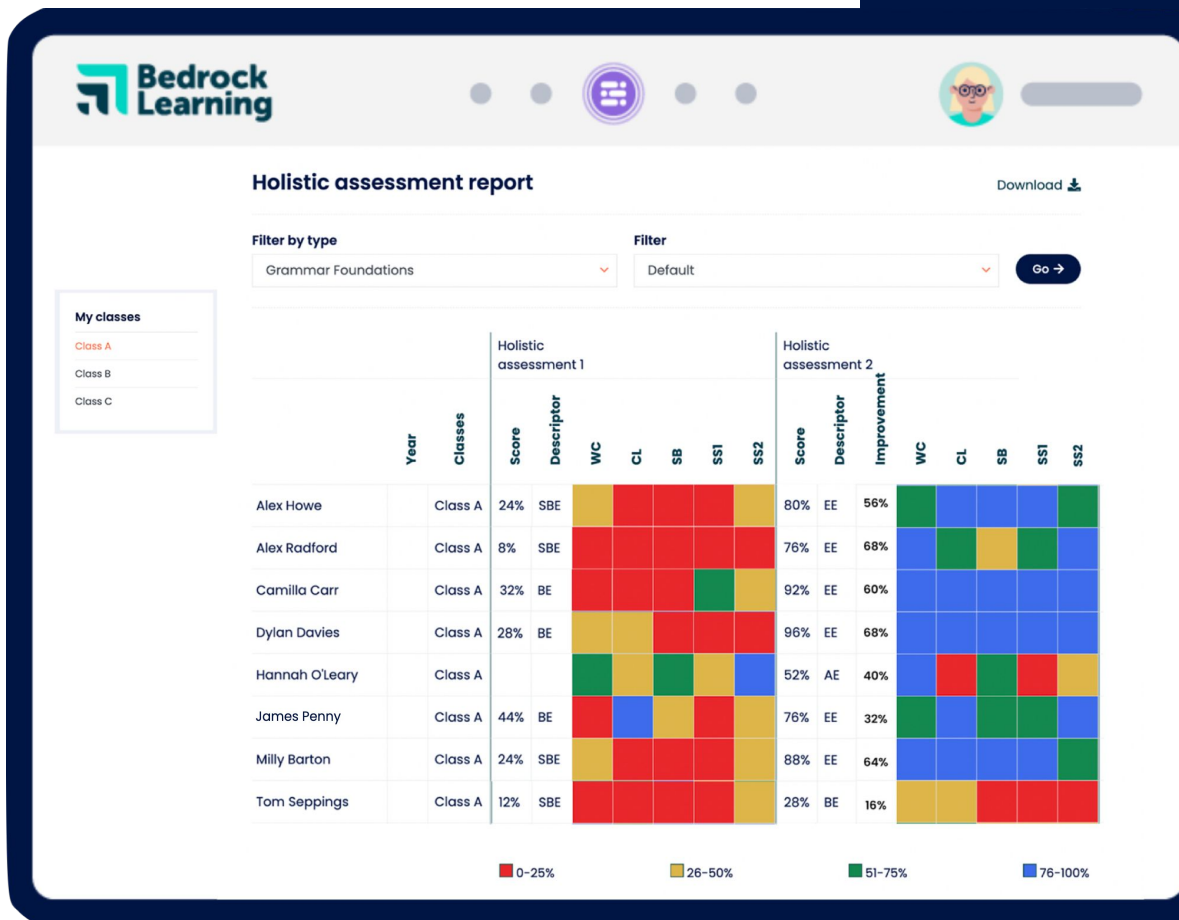 Bedrock
Learning
Holistic assessment report
Download
Filter by type
Filter
Grammar Foundations
Default
Go →
My classes
Class A
Class B
Class C
Holistic
assessment 1
Holistic
assessment 2
Year Classes Score Descriptor WC CL SB SS1 SS2 Score Descriptor Improvement WC CL SB SS1 SS2
Alex Howe Class A 24% SBE 80% EE 56%
Alex Radford Class A 8% SBE 76% EE 68%
Camilla Carr Class A 32% BE 92% EE 60%
Dylan Davies Class A 28% BE 96% EE 68%
Hannah O'Leary Class A 52% AE 40%
James Penny Class A 44% BE 76% EE 32%
Milly Barton Class A 24% SBE 88% EE 64%
Tom Seppings Class A 12% SBE 28% BE 16%
0-25% 26-50% 51-75% 76-100%